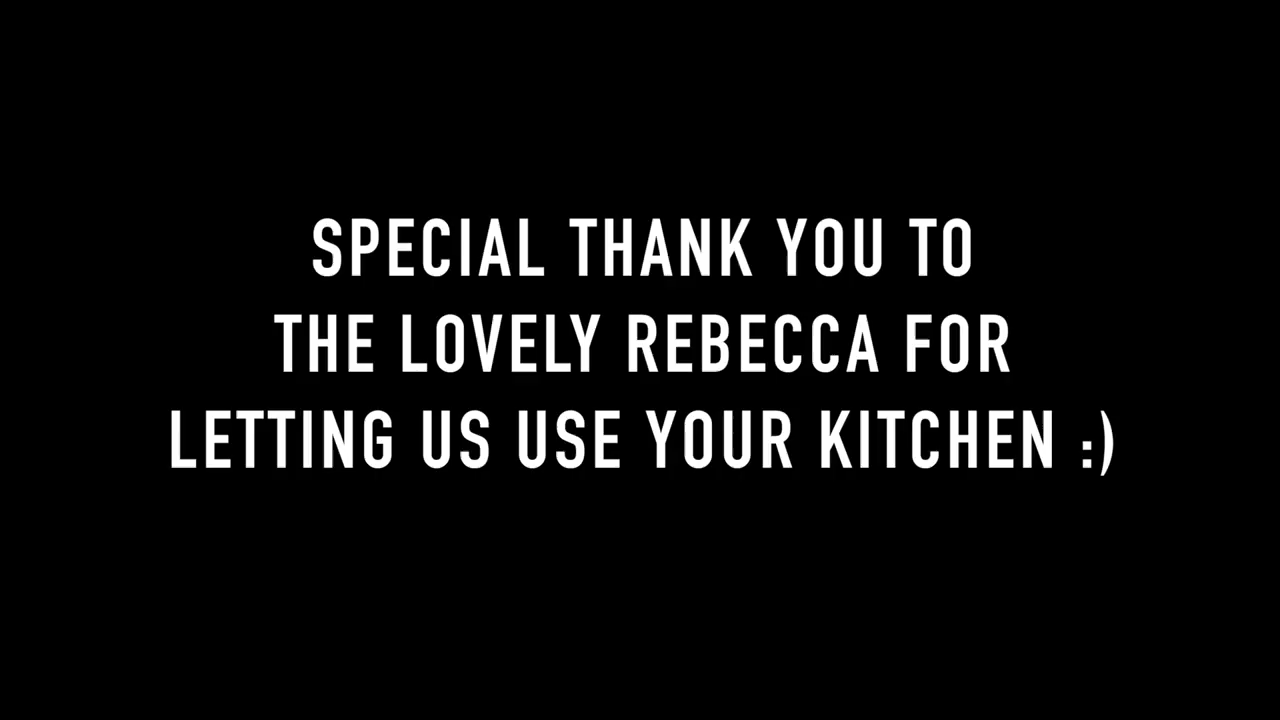 SPECIAL THANK YOU TO
THE LOVELY REBECCA FOR
LETTING US USE YOUR KITCHEN :)